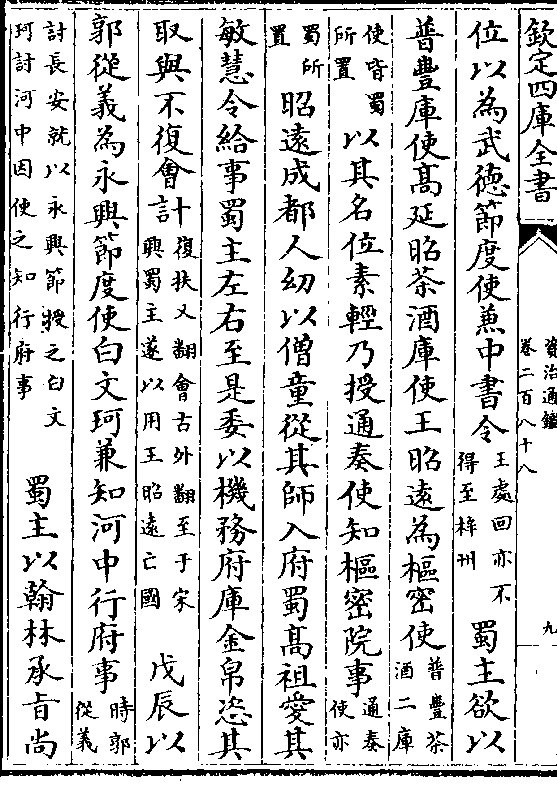 欽定四庫全書
資治通鑑
卷二百八十八
九
位以為武德節度使兼中書令
王處回亦不
得至梓州
蜀主欲以
普豐庫使髙延昭茶酒庫使王昭遠為樞密使
普豐茶
酒二庫
使皆蜀
所置
以其名位素輕乃授通奏使知樞密院事
通奏
使亦
蜀所
置
昭遠成都人幼以僧童從其師入府蜀髙祖愛其
敏慧令給事蜀主左右至是委以機務府庫金帛恣其
取與不復會計
復扶又翻會古外翻至于宋
興蜀主遂以用王昭遠亡國
戊辰以
郭從義為永興節度使白文珂兼知河中行府事
時郭
從義
討長安就以永興節授之白文
珂討河中因使之知行府事
蜀主以翰林承旨尚